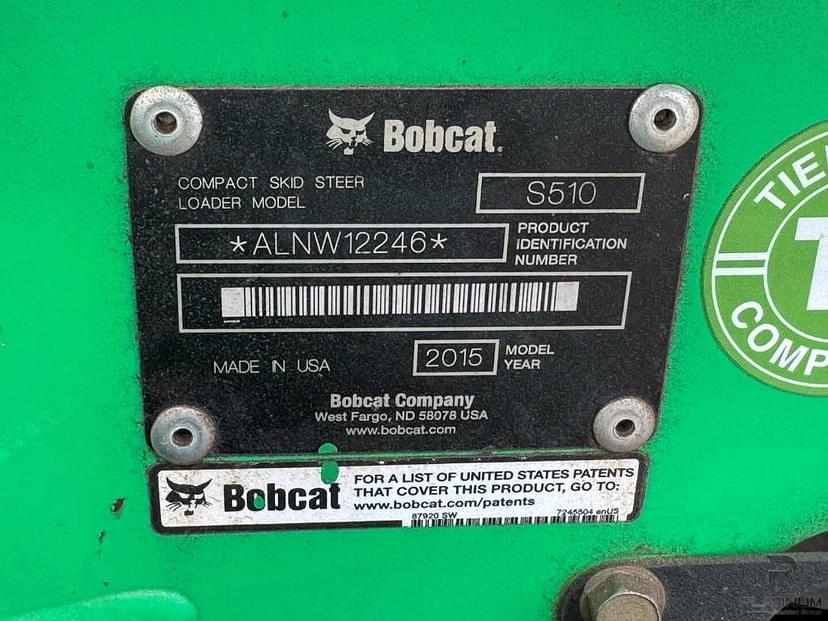 Bobcat.
COMPACT SKID STEER
LOADER MODEL
S510
*ALNW12246*
PRODUCT
IDENTIFICATION
NUMBER
MADE IN USA
2015
MODEL
YEAR
Bobcat Company
West Fargo, ND 58078 USA
www.bobcat.com
Bobcat
FOR A LIST OF UNITED STATES PATENTS
THAT COVER THIS PRODUCT, GO TO:
www.bobcat.com/patents
87920 SW
7245504 enUS
TIE
T
COMP
PLATINUM